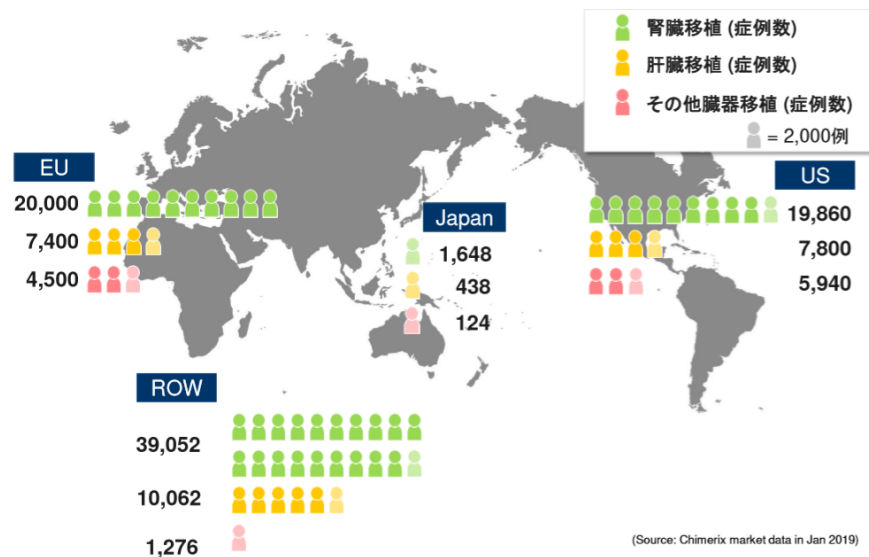 腎臓移植 (症例数)
肝臓移植 (症例数)
その他臓器移植 (症例数)
= 2,000例
EU
20,000
7,400
4,500
Japan
1,648
438
124
US
19,860
7,800
5,940
ROW
39,052
10,062
1,276
(Source: Chimerix market data in Jan 2019)